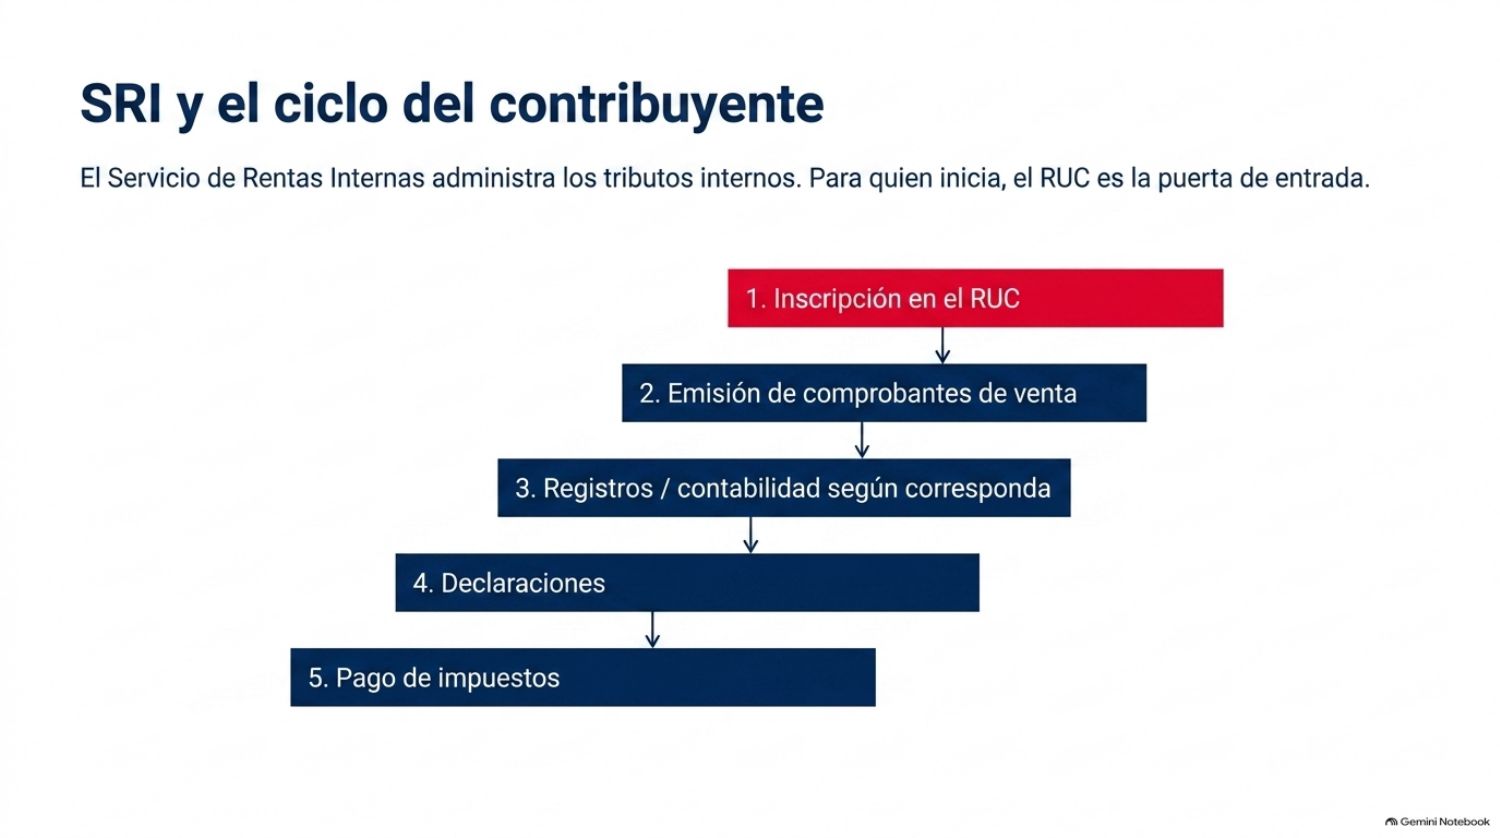 SRI y el ciclo del contribuyente
El Servicio de Rentas Internas administra los tributos internos. Para quien inicia, el RUC es la puerta de entrada.
1. Inscripción en el RUC
2. Emisión de comprobantes de venta
3. Registros / contabilidad según corresponda
4. Declaraciones
5. Pago de impuestos
Gemini Notebook